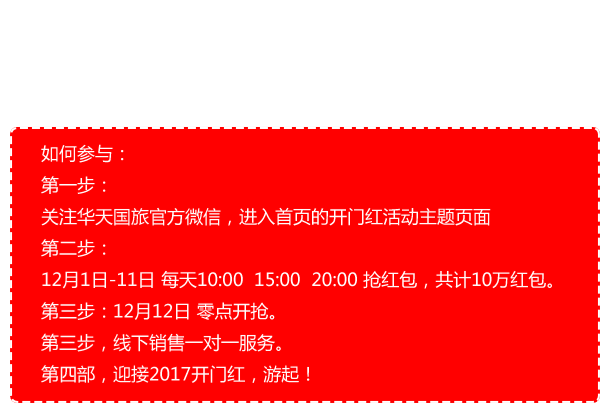 如何参与：
第一步：
关注华天国旅官方微信，进入首页的开门红活动主题页面
第二步：
12月1日-11日 每天10:00  15:00  20:00 抢红包，共计10万红包。
第三步：12月12日 零点开抢。
第三步，线下销售一对一服务。
第四部，迎接2017开门红，游起！